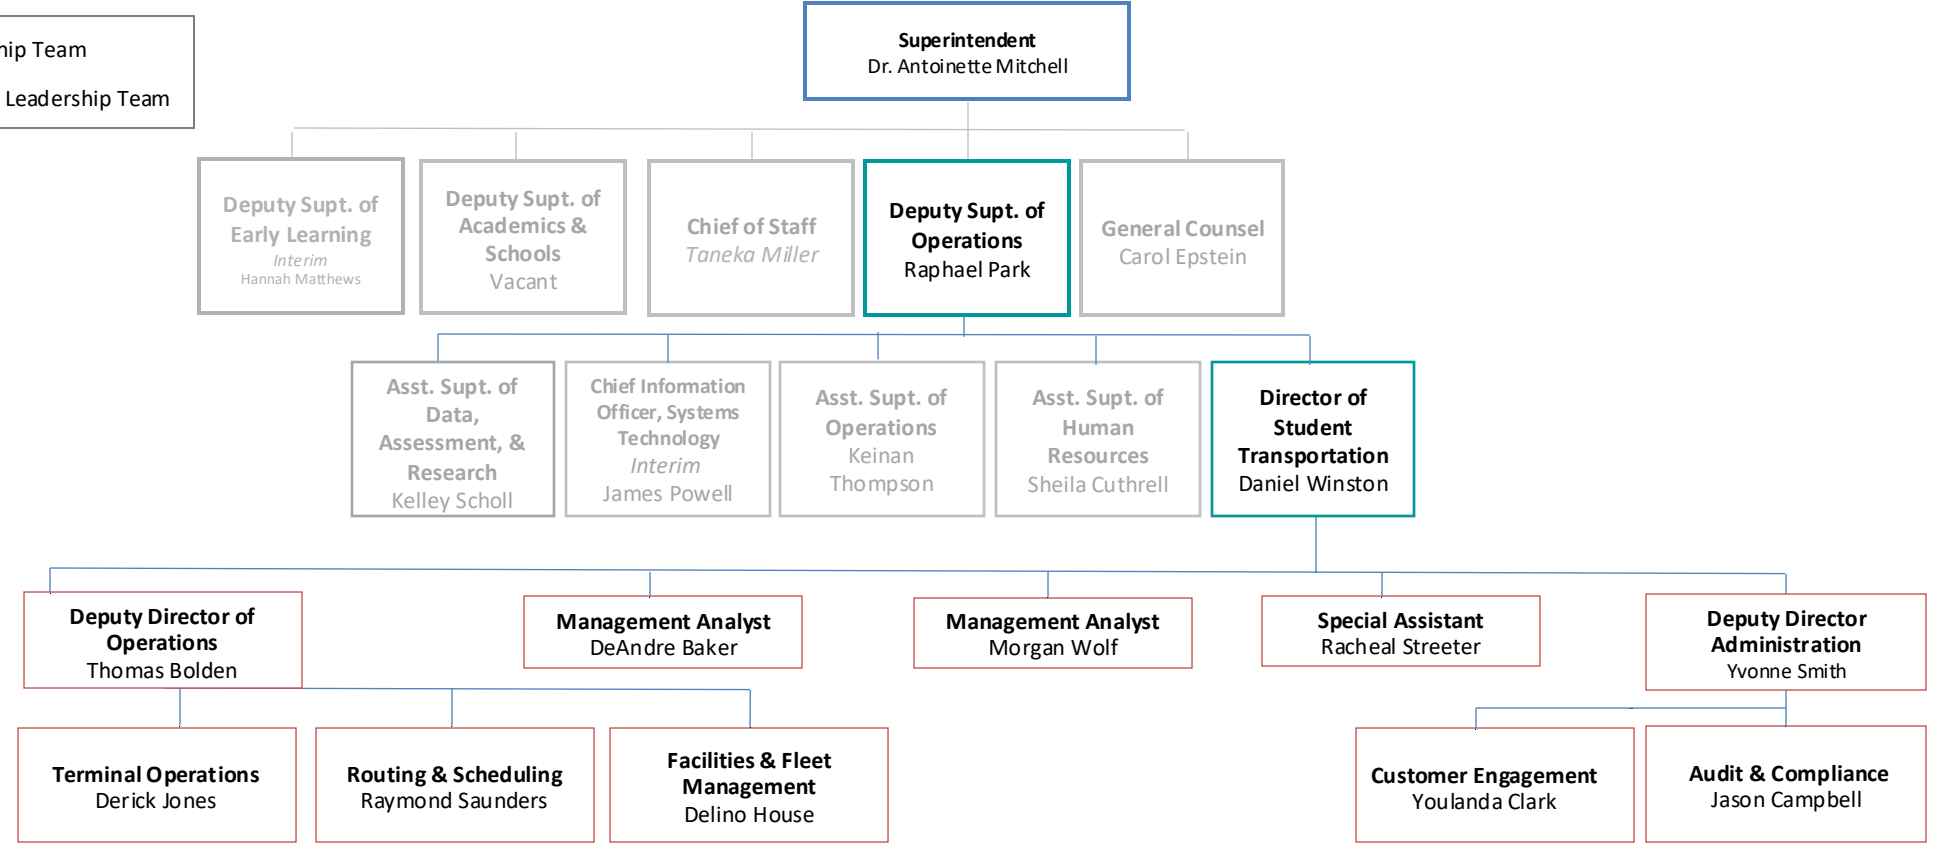 Team
Leadership Team
Superintendent
Dr. Antoinette Mitchell
Deputy Supt. of
Early Learning
Interim
Hannah Matthews
Deputy Supt. of
Academics &
Schools
Vacant
Chief of Staff
Taneka Miller
Deputy Supt. of
Operations
Raphael Park
General Counsel
Carol Epstein
Asst. Supt. of
Data,
Assessment, &
Research
Kelley Scholl
Chief Information
Officer, Systems
Technology
Interim
James Powell
Asst. Supt. of
Operations
Keinan
Thompson
Asst. Supt. of
Human
Resources
Sheila Cuthrell
Director of
Student
Transportation
Daniel Winston
Deputy Director of
Operations
Thomas Bolden
Management Analyst
DeAndre Baker
Management Analyst
Morgan Wolf
Special Assistant
Racheal Streeter
Deputy Director
Administration
Yvonne Smith
Terminal Operations
Derick Jones
Routing & Scheduling
Raymond Saunders
Facilities & Fleet
Management
Delino House
Customer Engagement
Youlanda Clark
Audit & Compliance
Jason Campbell